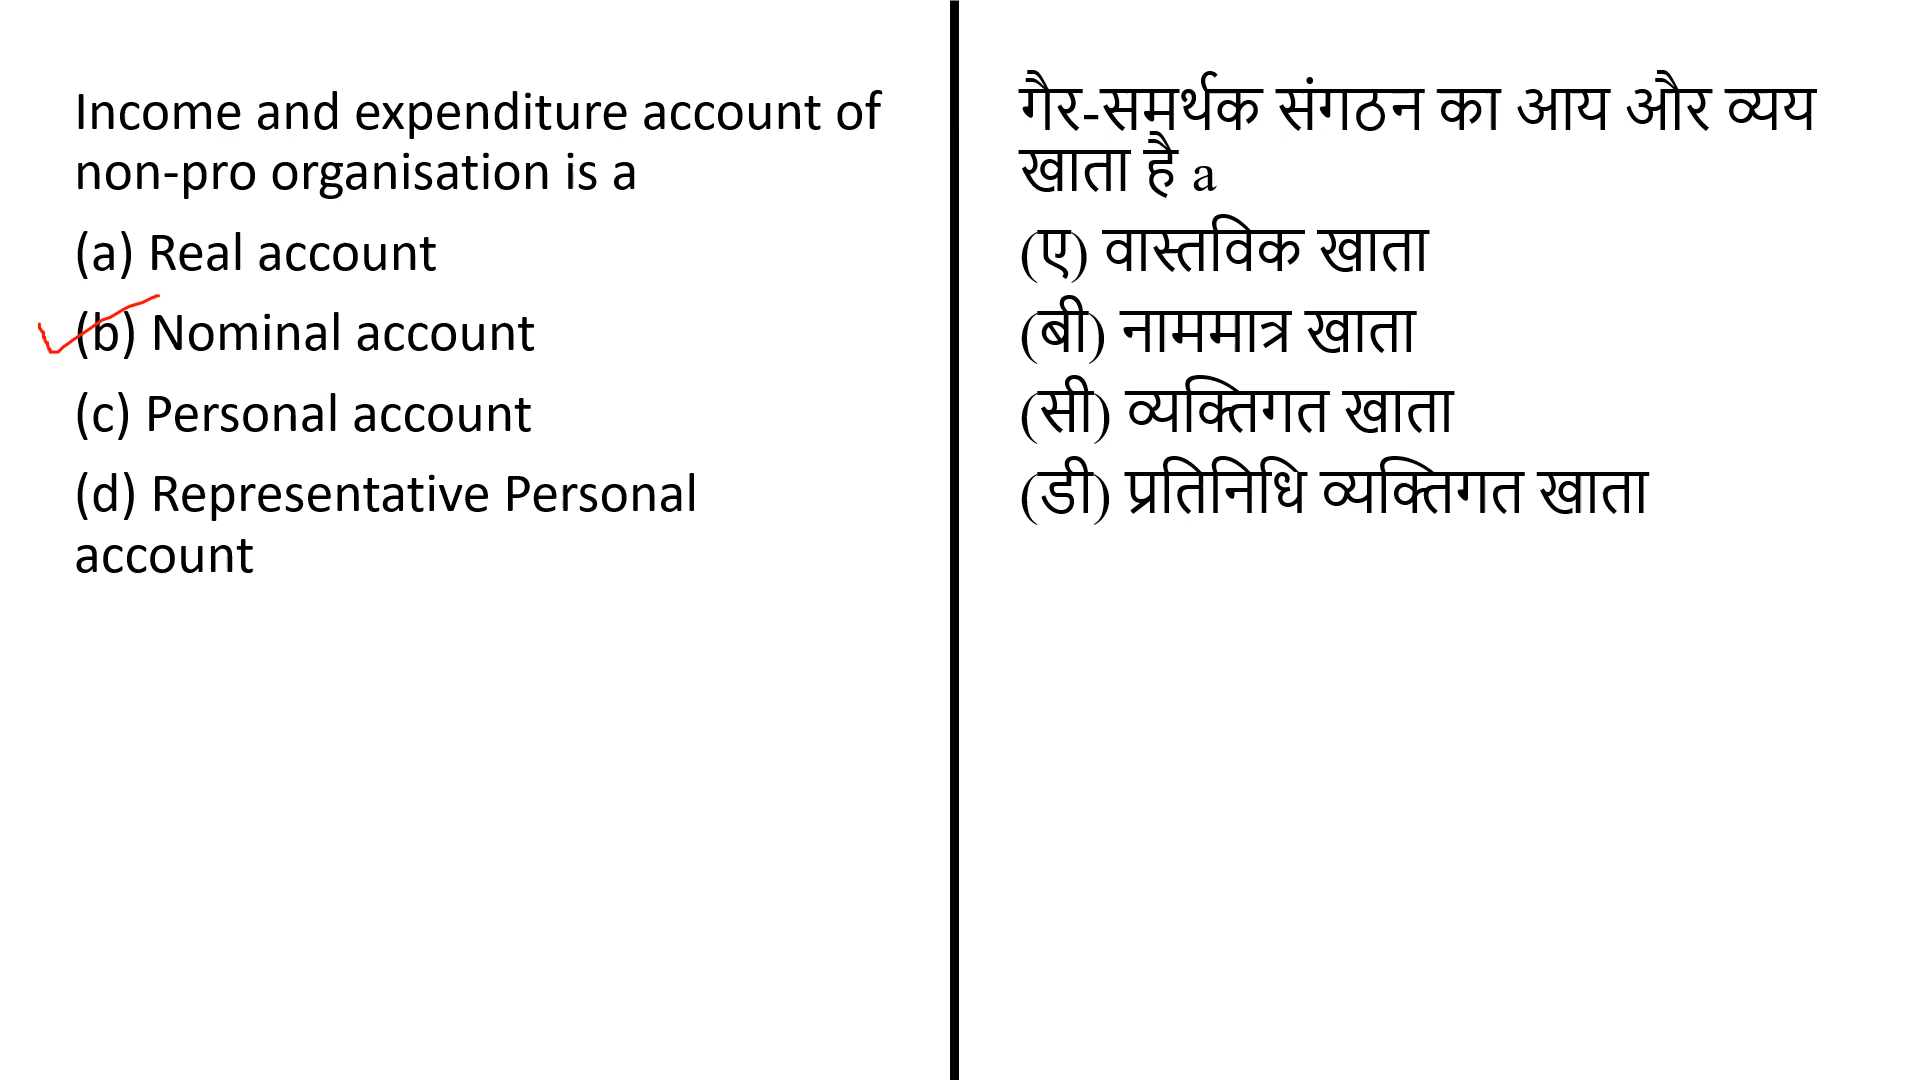 Income and expenditure account of
non-pro organisation is a
(a) Real account
(b) Nominal account
(c) Personal account
(d) Representative Personal
account
गैर-समर्थक संगठन का आय और व्यय
खाता है a
(ए) वास्तविक खाता
(बी) नाममात्र खाता
(सी) व्यक्तिगत खाता
(डी) प्रतिनिधि व्यक्तिगत खाता